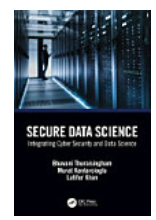 SECURE DATA SCIENCE
Integrating Cyber Security and Data Science
Bhavani Thuraisingham
Murat Kantarcioglu
Latifur Khan